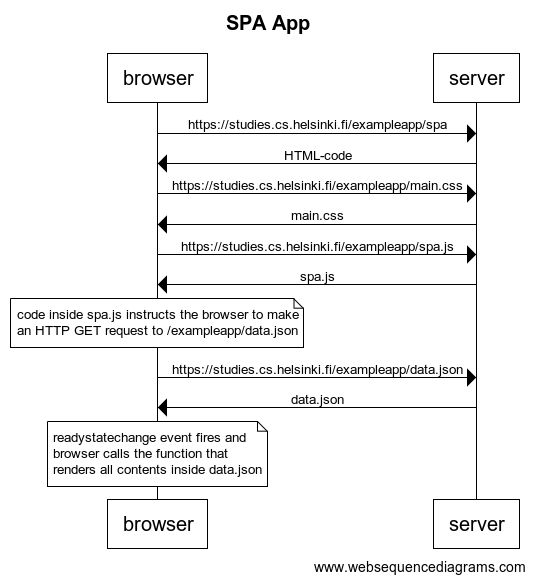 SPA App
browser
server
https://studies.cs.helsinki.fi/exampleapp/spa
HTML-code
https://studies.cs.helsinki.fi/exampleapp/main.css
main.css
https://studies.cs.helsinki.fi/exampleapp/spa.js
spa.js
code inside spa.js instructs the browser to make
an HTTP GET request to /exampleapp/data.json
https://studies.cs.helsinki.fi/exampleapp/data.json
data.json
readystatechange event fires and
browser calls the function that
renders all contents inside data.json
browser
server
www.websequencediagrams.com